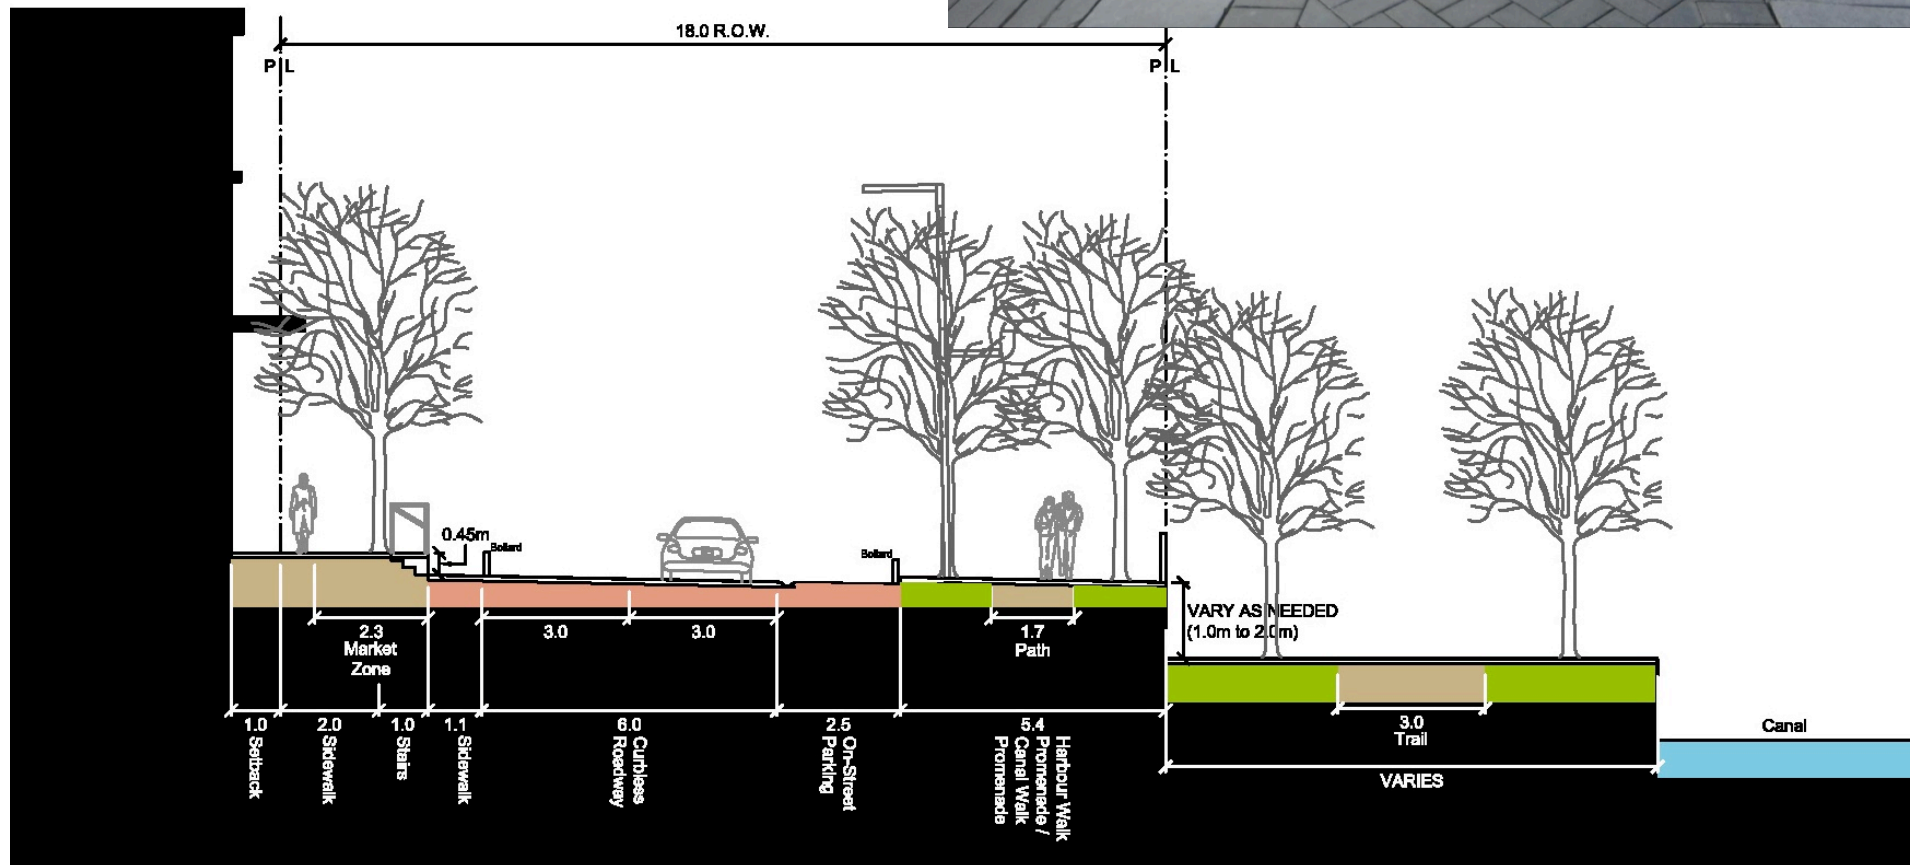 18.0 R.O.W.
P L
P L
0.45m
Bollard
Bollard
VARY AS NEEDED
(1.0m to 2.0m)
2.3
Market
Zone
3.0
3.0
1.7
Path
1.0
Setback
2.0
Sidewalk
1.0
Stairs
1.1
Sidewalk
6.0
Curbless
Roadway
2.5
On-Street
Parking
5.4
Harbour Walk
Promenade /
Canal Walk
Promenade
3.0
Trail
VARIES
Canal